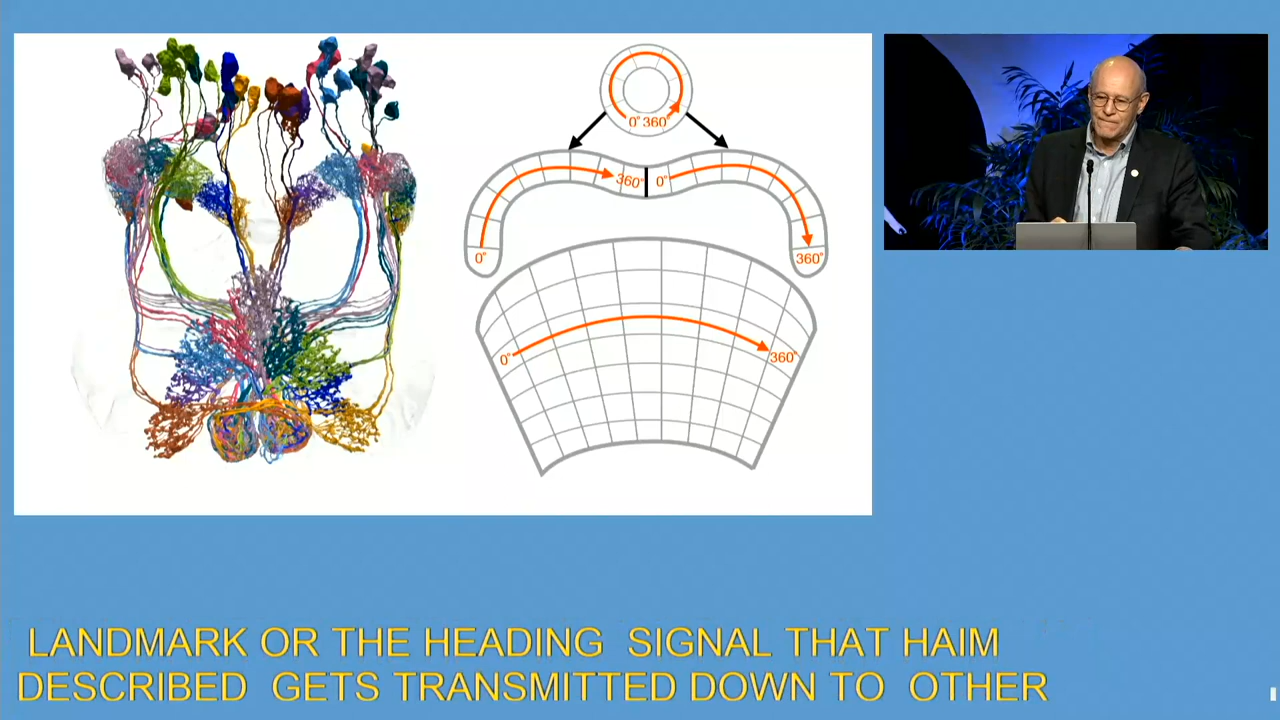 0° 360°
360° 0°
0° 360°
0° 360°
LANDMARK OR THE HEADING SIGNAL THAT HAIM
DESCRIBED GETS TRANSMITTED DOWN TO OTHER